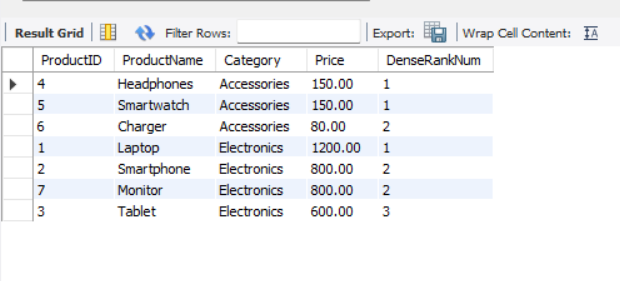 Result Grid Filter Rows: Export: Wrap Cell Content: IA
ProductID ProductName Category Price DenseRankNum
4 Headphones Accessories 150.00 1
5 Smartwatch Accessories 150.00 1
6 Charger Accessories 80.00 2
1 Laptop Electronics 1200.00 1
2 Smartphone Electronics 800.00 2
7 Monitor Electronics 800.00 2
3 Tablet Electronics 600.00 3